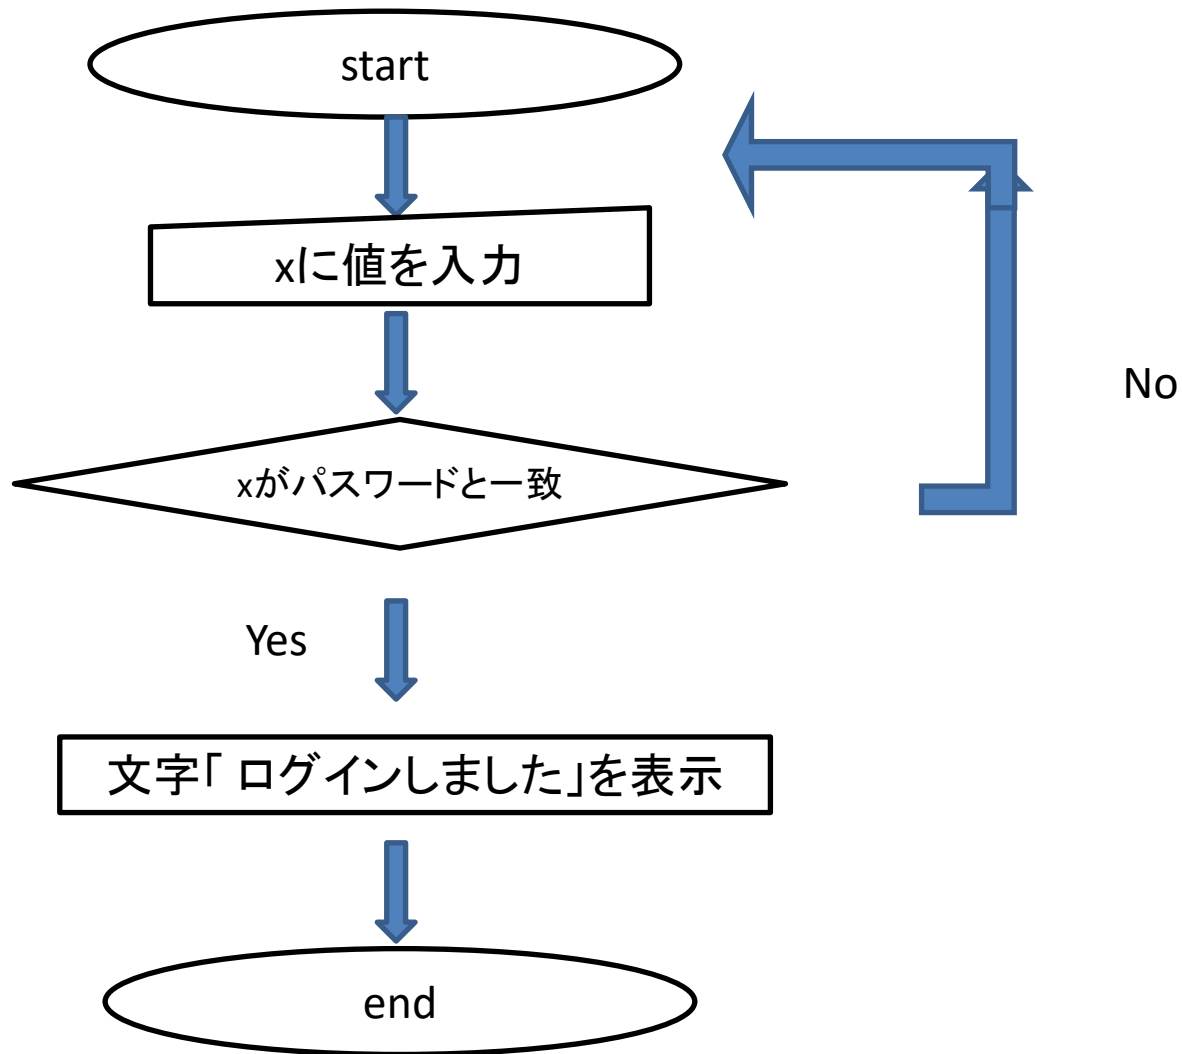 start
xに値を入力
No
xがパスワードと一致
Yes
文字「 ログインしました」を表示
end